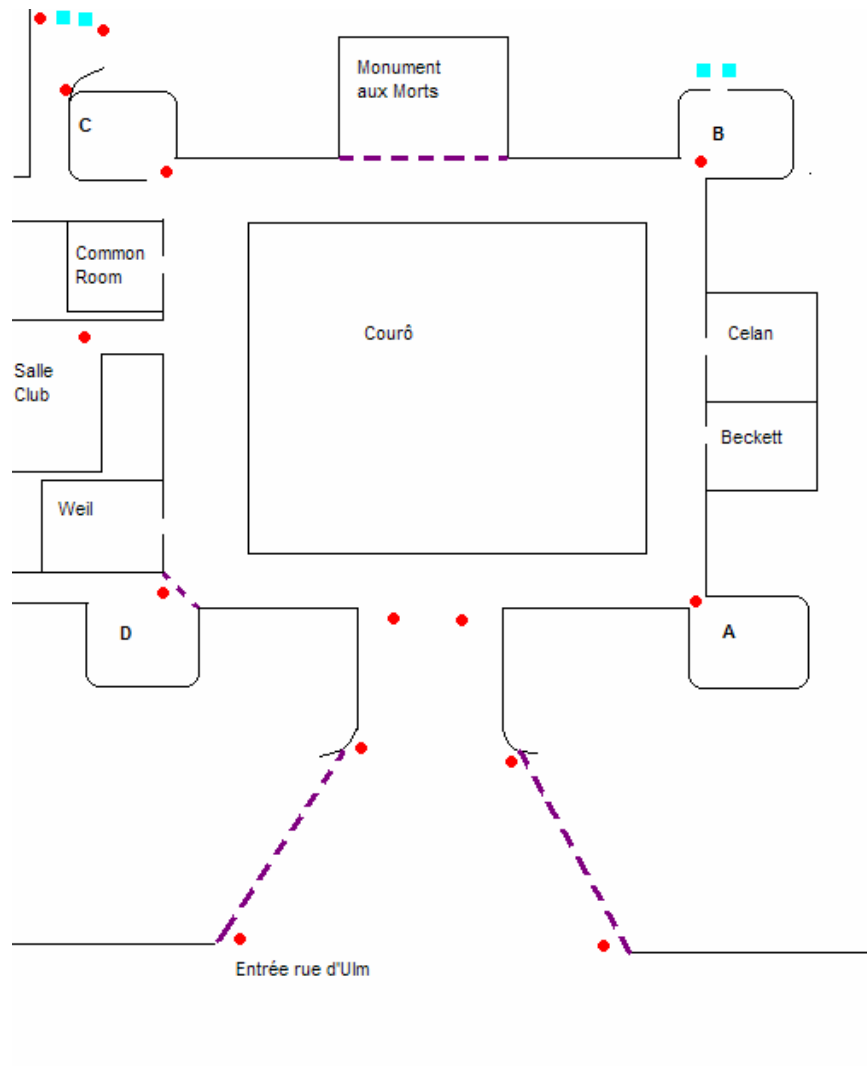 Monument
aux Morts
C
B
Common
Room
Courô
Celan
Salle
Club
Beckett
Weil
D
A
Entrée rue d'Ulm